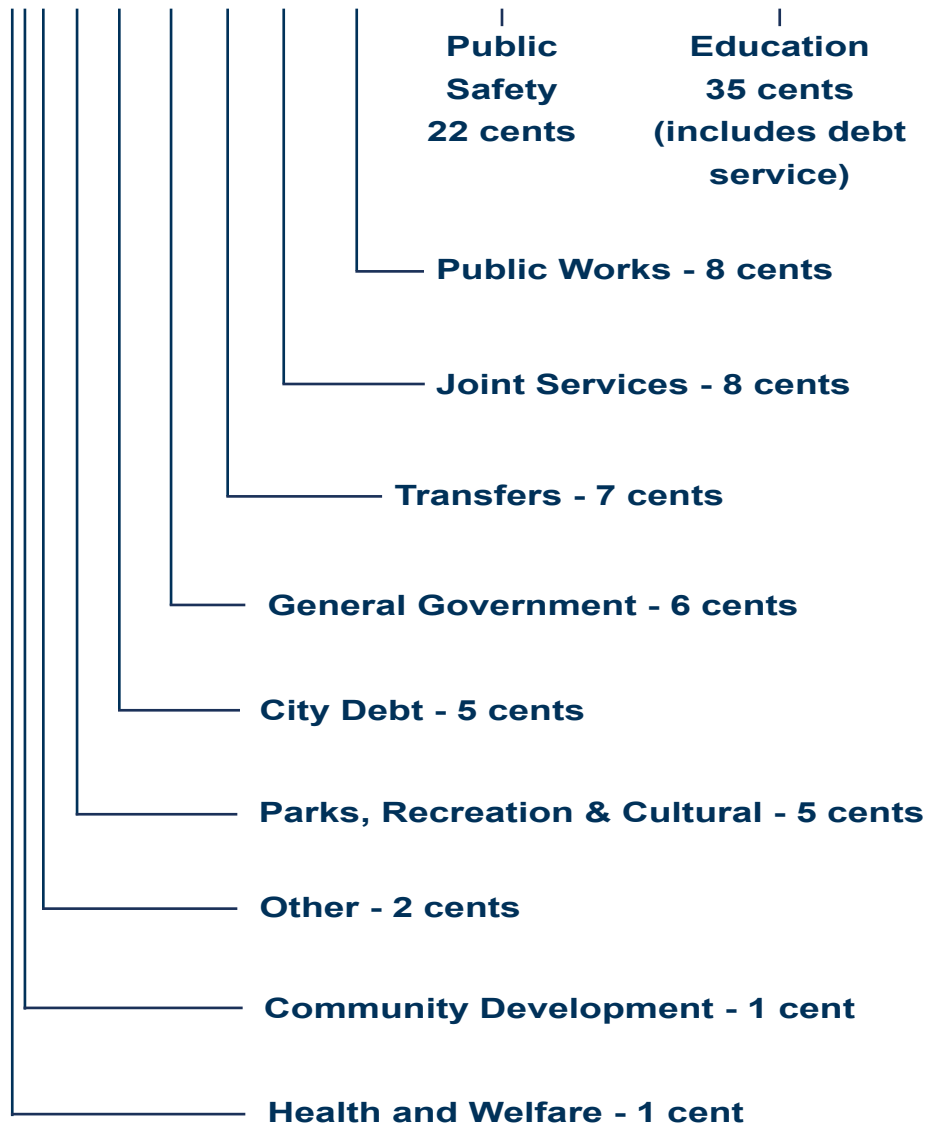 Public
Safety
22 cents
Education
35 cents
(includes debt
service)
Public Works - 8 cents
Joint Services - 8 cents
Transfers - 7 cents
General Government - 6 cents
City Debt - 5 cents
Parks, Recreation & Cultural - 5 cents
Other - 2 cents
Community Development - 1 cent
Health and Welfare - 1 cent